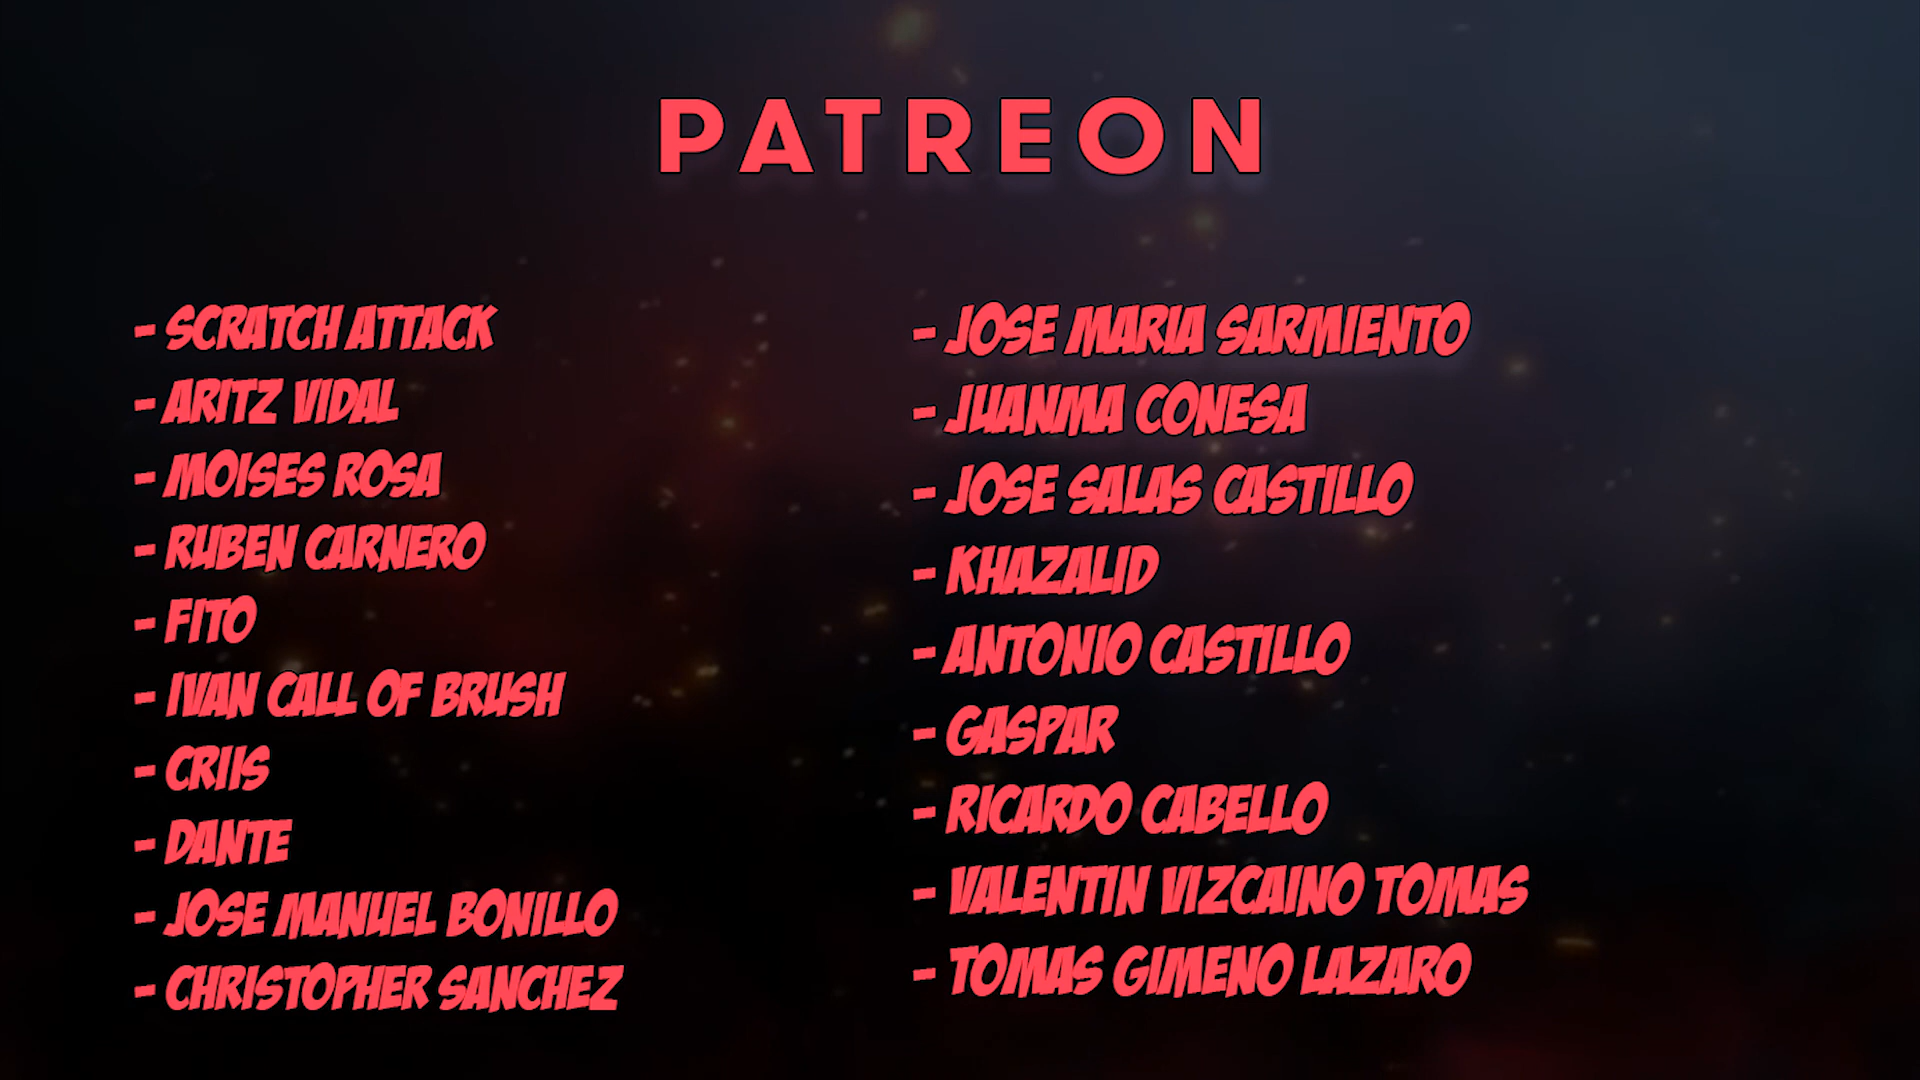 PATREON
- SCRATCH ATTACK
- ARITZ VIDAL
- MOISES ROSA
- RUBEN CARNERO
- FITO
- IVAN CALL OF BRUSH
- CRIIS
- DANTE
- JOSE MANUEL BONILLO
- CHRISTOPHER SANCHEZ
- JOSE MARIA SARMIENTO
- JUANMA CONESA
- JOSE SALAS CASTILLO
- KHAZALID
- ANTONIO CASTILLO
- GASPAR
- RICARDO CABELLO
- VALENTIN VIZCAINO TOMAS
- TOMAS GIMENO LAZARO